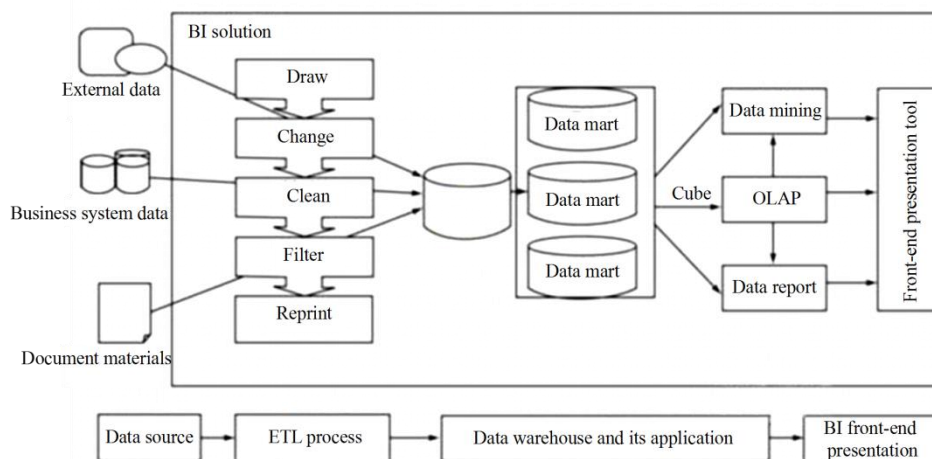 BI solution
External data
Business system data
Document materials
Draw
Change
Clean
Filter
Reprint
Data mart
Data mart
Data mart
Cube
Data mining
OLAP
Data report
Front-end presentation tool
Data source
ETL process
Data warehouse and its application
BI front-end
presentation